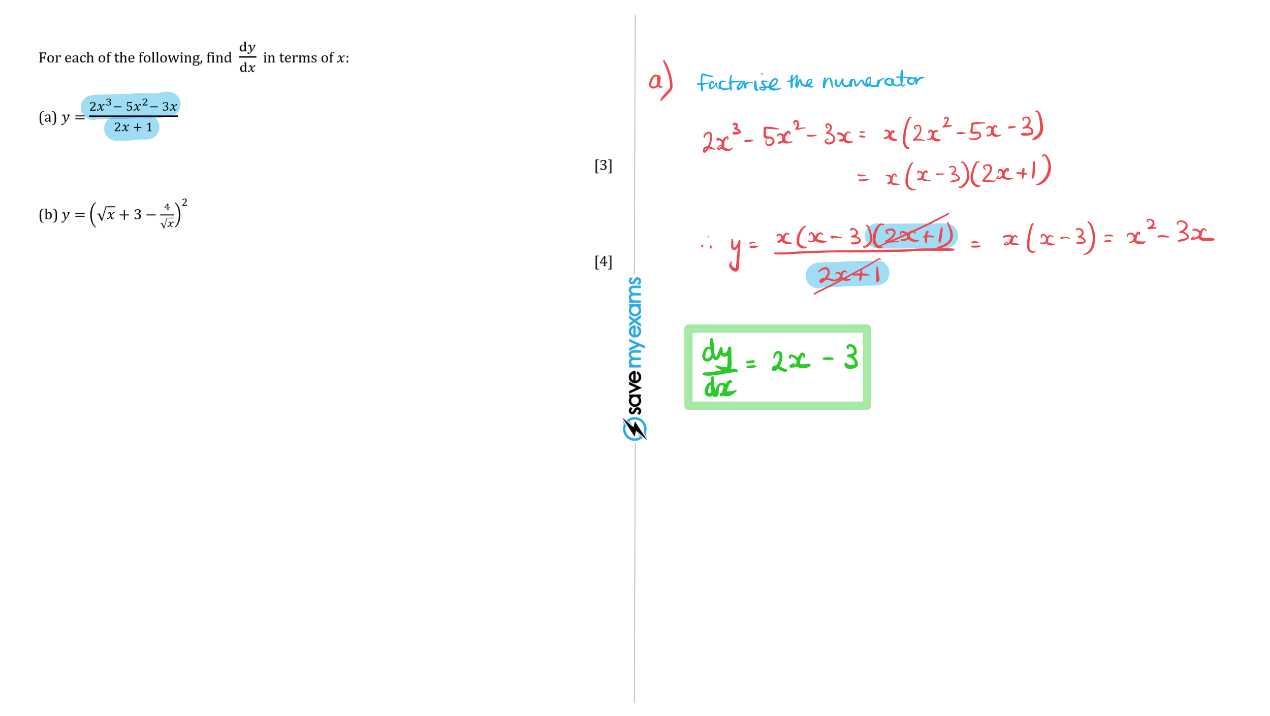 For each of the following, find dy/dx in terms of x:
(a) y = (2x³ − 5x² − 3x)/(2x + 1)
[3]
(b) y = (√x + 3 − 4/√x)²
[4]
save my exams
a) Factorise the numerator
2x³ − 5x² − 3x = x(2x² − 5x − 3)
= x(x − 3)(2x + 1)
∴ y = x(x − 3)(2x + 1)/(2x + 1) = x(x − 3) = x² − 3x
dy/dx = 2x − 3